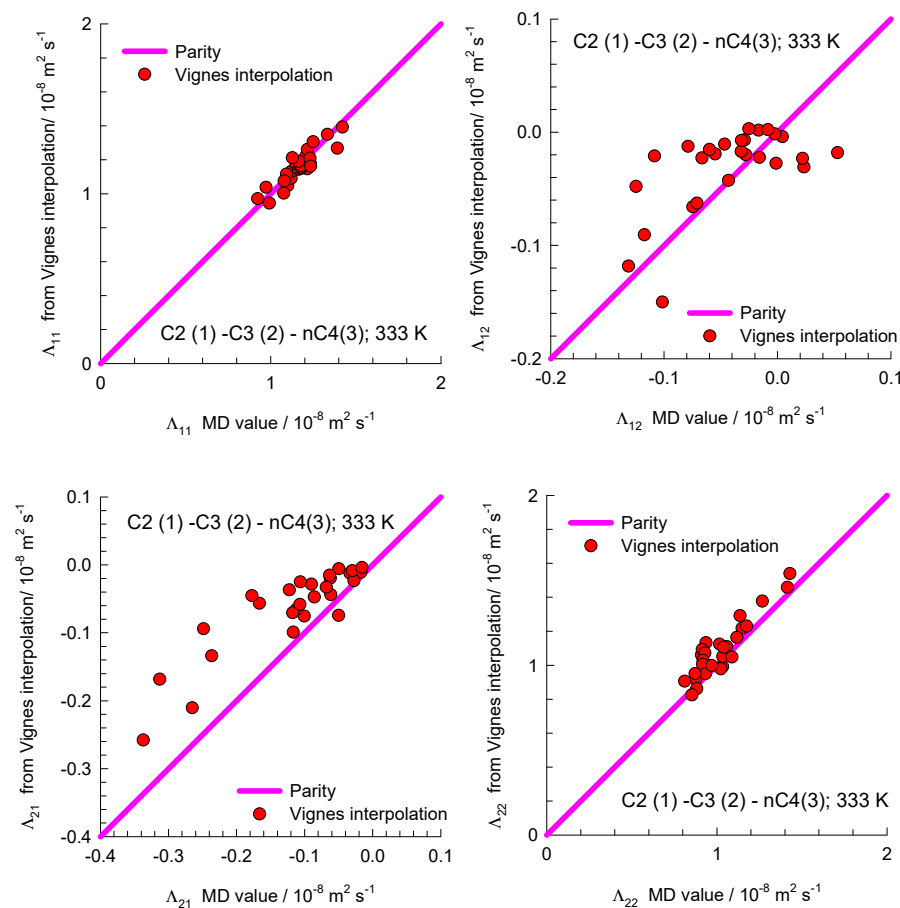 2
Parity
Vignes interpolation
Λ11 from Vignes interpolation/ 10-8 m2 s-1
1
C2 (1) -C3 (2) - nC4(3); 333 K
0
0
1
2
Λ11 MD value / 10-8 m2 s-1
0.1
C2 (1) -C3 (2) - nC4(3); 333 K
Λ12 from Vignes interpolation/ 10-8 m2 s-1
0.0
-0.1
Parity
Vignes interpolation
-0.2
-0.2
-0.1
0.0
0.1
Λ12 MD value / 10-8 m2 s-1
0.1
C2 (1) -C3 (2) - nC4(3); 333 K
Λ21 from Vignes interpolation/ 10-8 m2 s-1
0.0
-0.1
-0.2
-0.3
Parity
Vignes interpolation
-0.4
-0.4
-0.3
-0.2
-0.1
0.0
0.1
Λ21 MD value / 10-8 m2 s-1
2
Parity
Vignes interpolation
Λ22 from Vignes interpolation/ 10-8 m2 s-1
1
C2 (1) -C3 (2) - nC4(3); 333 K
0
0
1
2
Λ22 MD value / 10-8 m2 s-1